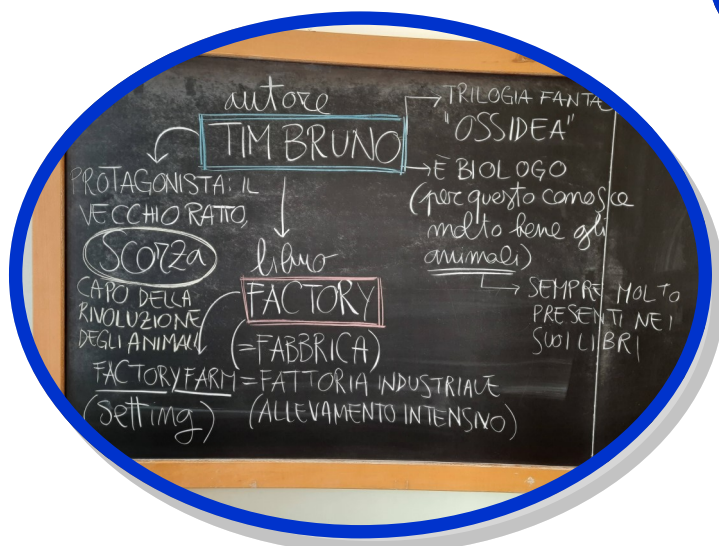 autore
TIM BRUNO
TRILOGIA FANTA
"OSSIDEA"
È BIOLOGO
(per questo conosce
molto bene gli
animali)
SEMPRE MOLTO
PRESENTI NEI
SUOI LIBRI
PROTAGONISTA: IL
VECCHIO RATTO,
Scorza
CAPO DELLA
RIVOLUZIONE
DEGLI ANIMALI
libro
FACTORY
(=FABBRICA)
FACTORY FARM = FATTORIA INDUSTRIALE
(setting) (ALLEVAMENTO INTENSIVO)